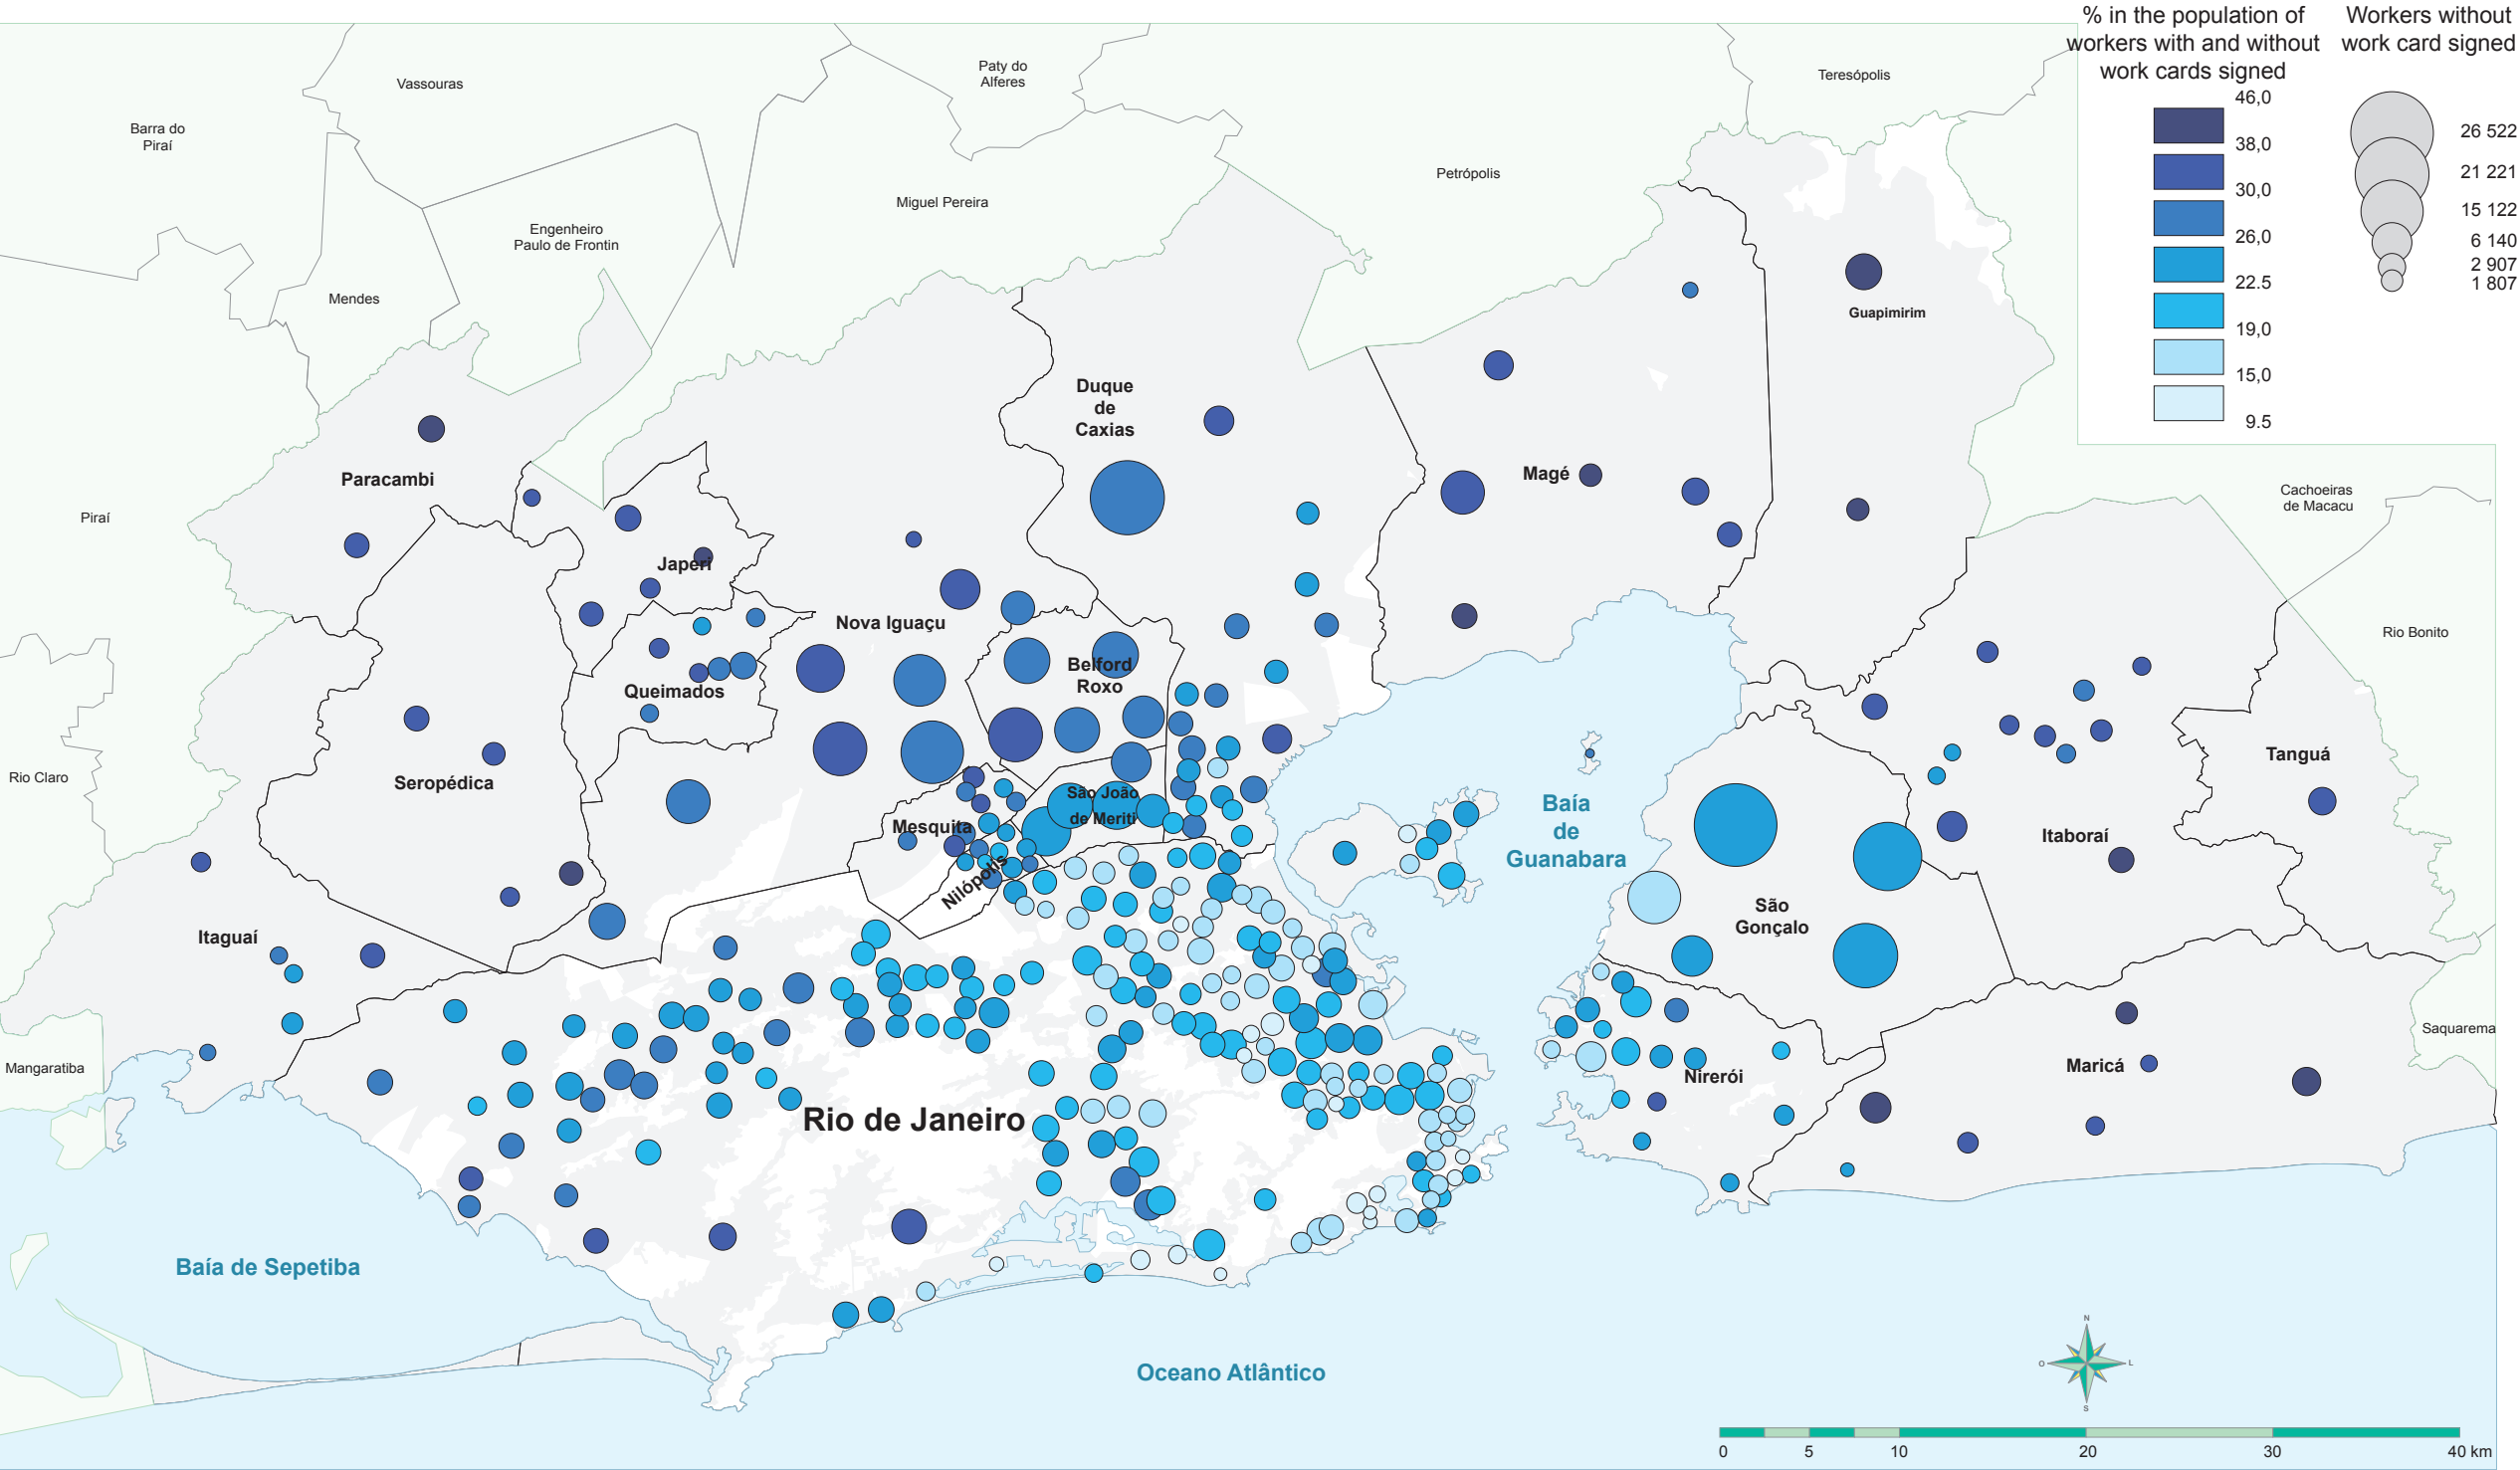 % in the population of
workers with and without
work cards signed
46,0
38,0
30,0
26,0
22.5
19,0
15,0
9.5
Workers without
work card signed
26 522
21 221
15 122
6 140
2 907
1 807
Vassouras
Paty do
Alferes
Teresópolis
Barra do
Piraí
Petrópolis
Miguel Pereira
Engenheiro
Paulo de Frontin
Mendes
Guapimirim
Duque
de
Caxias
Paracambi
Magé
Piraí
Cachoeiras
de Macacu
Japeri
Nova Iguaçu
Rio Bonito
Belford
Roxo
Queimados
Tanguá
Rio Claro
Seropédica
São João
de Meriti
Baía
de
Guanabara
Mesquita
Itaboraí
Nilópolis
São
Gonçalo
Itaguaí
Saquarema
Mangaratiba
Maricá
Nirerói
Rio de Janeiro
Baía de Sepetiba
Oceano Atlântico
N
O
L
S
0
5
10
20
30
40 km